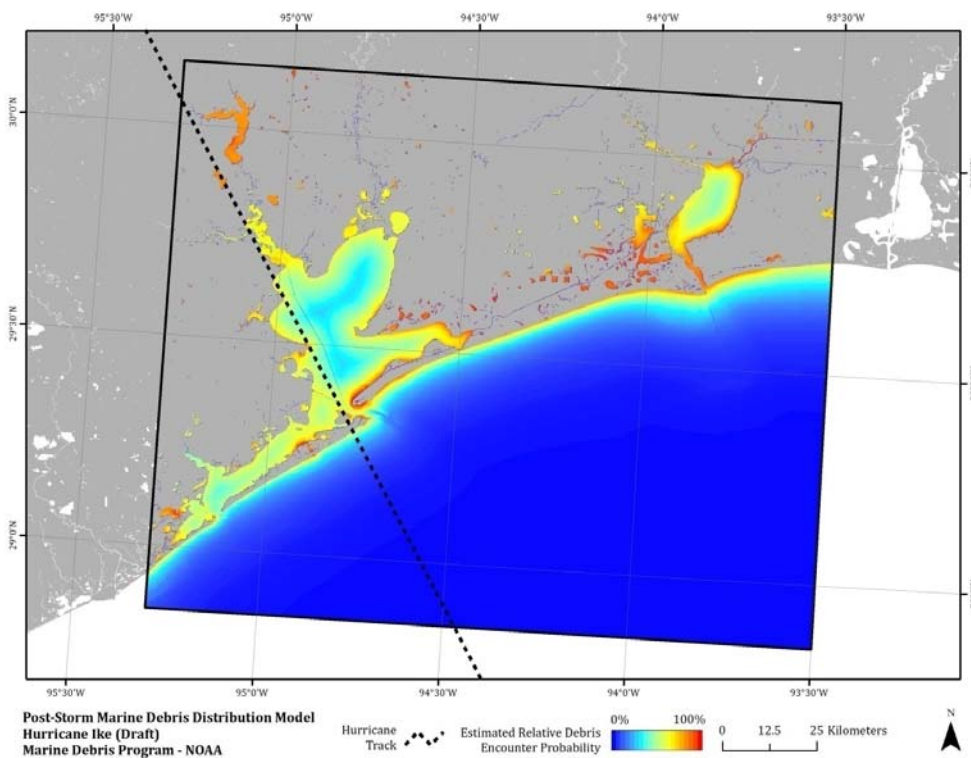 95°30'W 95°0'W 94°30'W 94°0'W 93°30'W
30°0'N
29°30'N
29°0'N
95°30'W 95°0'W 94°30'W 94°0'W 93°30'W
Post-Storm Marine Debris Distribution Model
Hurricane Ike (Draft)
Marine Debris Program - NOAA
Hurricane
Track
Estimated Relative Debris
Encounter Probability
0% 100%
0 12.5 25 Kilometers
N